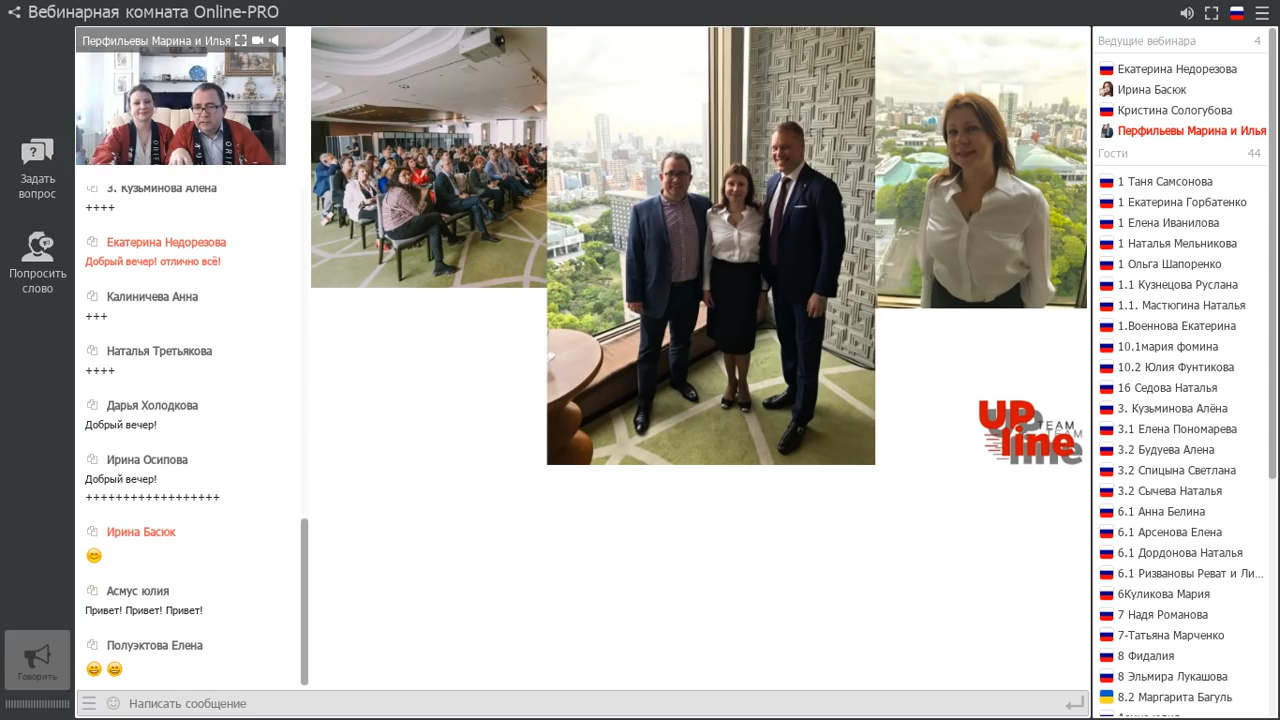 Вебинарная комната Online-PRO
Задать
вопрос
Попросить
слово
Говорить
Перфильевы Марина и Илья
3. Кузьминова Алёна
++++
Екатерина Недорезова
Добрый вечер! отлично всё!
Калиничева Анна
+++
Наталья Третьякова
++++
Дарья Холодкова
Добрый вечер!
Ирина Осипова
Добрый вечер!
++++++++++++++++++
Ирина Басюк
Асмус юлия
Привет! Привет! Привет!
Полуэктова Елена
Написать сообщение
UP
TEAM
line
Ведущие вебинара 4
Екатерина Недорезова
Ирина Басюк
Кристина Сологубова
Перфильевы Марина и Илья
Гости 44
1 Таня Самсонова
1 Екатерина Горбатенко
1 Елена Иванилова
1 Наталья Мельникова
1 Ольга Шапоренко
1.1 Кузнецова Руслана
1.1. Мастюгина Наталья
1.Военнова Екатерина
10.1мария фомина
10.2 Юлия Фунтикова
16 Седова Наталья
3. Кузьминова Алёна
3.1 Елена Пономарева
3.2 Будуева Алена
3.2 Спицына Светлана
3.2 Сычева Наталья
6.1 Анна Белина
6.1 Арсенова Елена
6.1 Дордонова Наталья
6.1 Ризвановы Реват и Ли...
6Куликова Мария
7 Надя Романова
7-Татьяна Марченко
8 Фидалия
8 Эльмира Лукашова
8.2 Маргарита Багуль